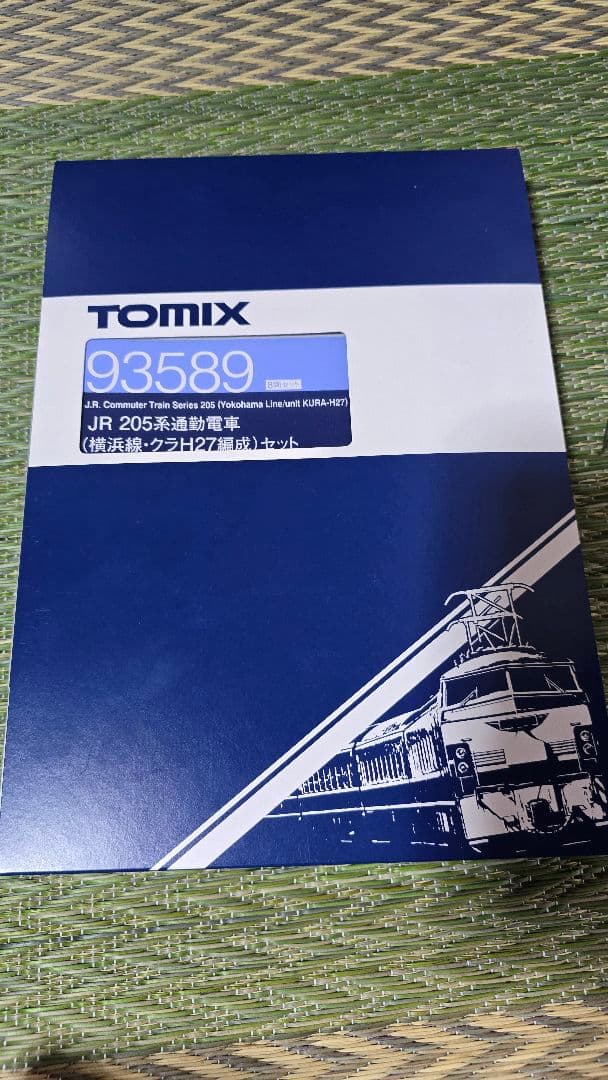 TOMIX
93589 8両セット
J.R. Commuter Train Series 205 (Yokohama Line/unit KURA-H27)
JR 205系通勤電車
(横浜線・クラH27編成)セット